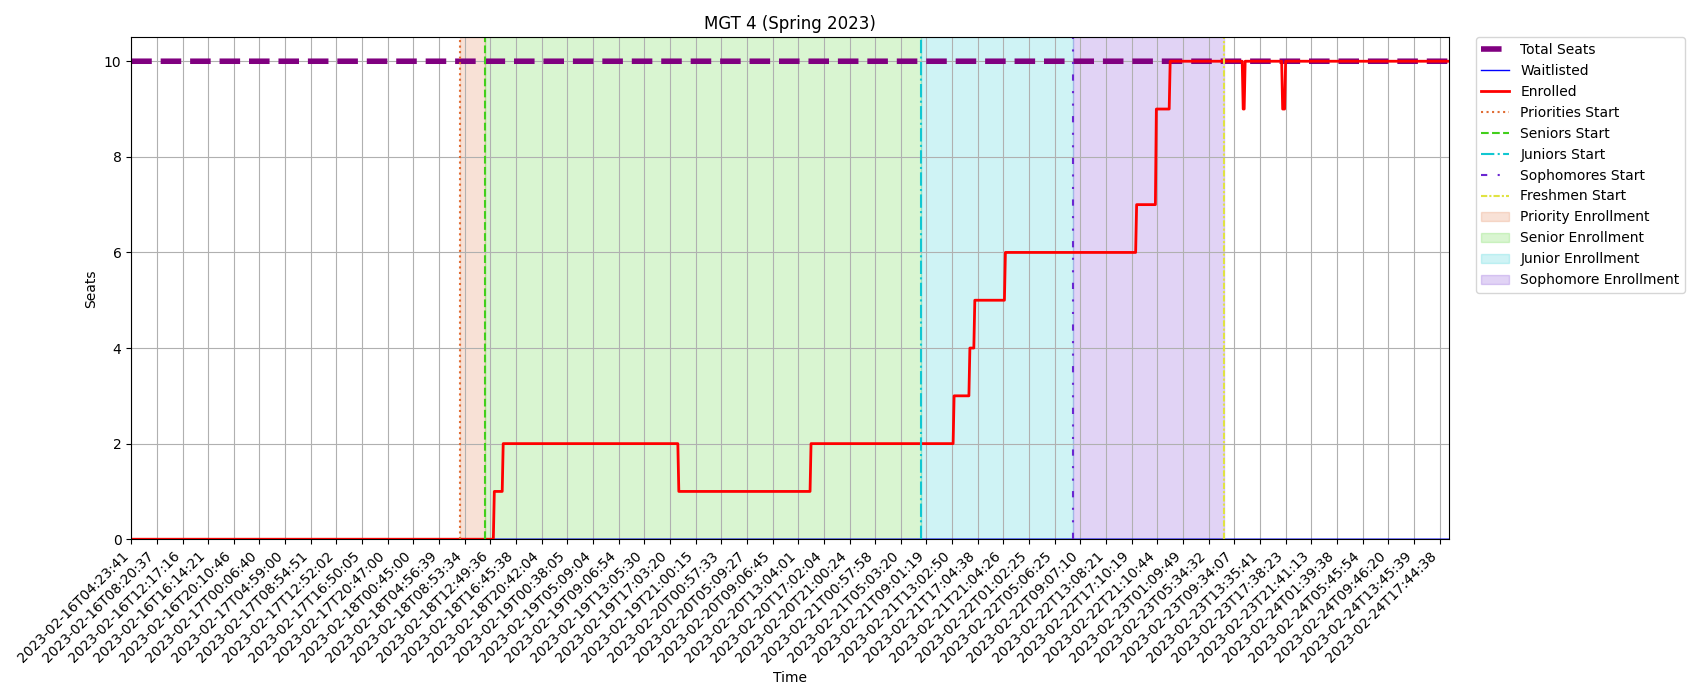 MGT 4 (Spring 2023)
10
8
6
4
2
0
Seats
2023-02-16T04:23:41
2023-02-16T08:20:37
2023-02-16T12:17:16
2023-02-16T16:14:21
2023-02-16T20:10:46
2023-02-17T00:06:40
2023-02-17T04:59:00
2023-02-17T08:54:51
2023-02-17T12:52:02
2023-02-17T16:50:05
2023-02-17T20:47:00
2023-02-18T00:45:00
2023-02-18T04:56:39
2023-02-18T08:53:34
2023-02-18T12:49:36
2023-02-18T16:45:38
2023-02-18T20:42:04
2023-02-19T00:38:05
2023-02-19T05:09:04
2023-02-19T09:06:54
2023-02-19T13:05:30
2023-02-19T17:03:20
2023-02-19T21:00:15
2023-02-20T00:57:33
2023-02-20T05:09:27
2023-02-20T09:06:45
2023-02-20T13:04:01
2023-02-20T17:02:04
2023-02-20T21:00:24
2023-02-21T00:57:58
2023-02-21T05:03:20
2023-02-21T09:01:19
2023-02-21T13:02:50
2023-02-21T17:04:38
2023-02-21T21:04:26
2023-02-22T01:02:25
2023-02-22T05:06:25
2023-02-22T09:07:10
2023-02-22T13:08:21
2023-02-22T17:10:19
2023-02-22T21:10:44
2023-02-23T01:09:49
2023-02-23T05:34:32
2023-02-23T09:34:07
2023-02-23T13:35:41
2023-02-23T17:38:23
2023-02-23T21:41:13
2023-02-24T01:39:38
2023-02-24T05:45:54
2023-02-24T09:46:20
2023-02-24T13:45:39
2023-02-24T17:44:38
Time
Total Seats
Waitlisted
Enrolled
Priorities Start
Seniors Start
Juniors Start
Sophomores Start
Freshmen Start
Priority Enrollment
Senior Enrollment
Junior Enrollment
Sophomore Enrollment